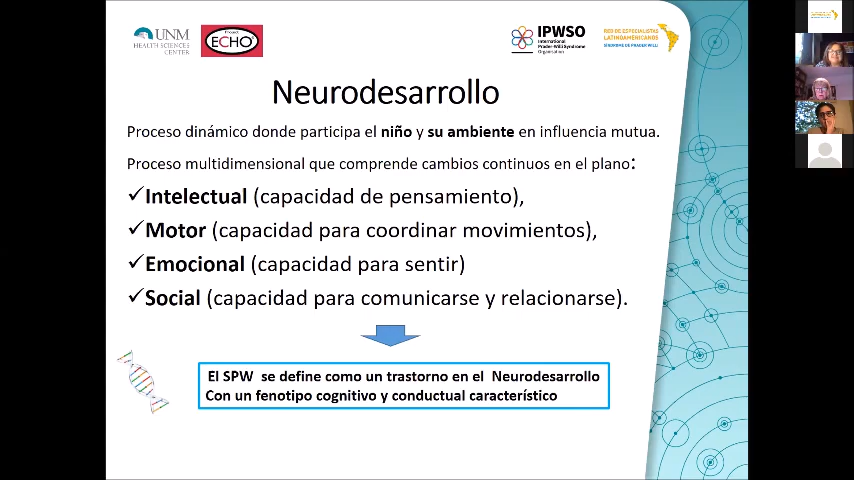 UNM
HEALTH SCIENCES
CENTER
Project
ECHO
IPWSO
International
Prader-Willi Syndrome
Organisation
RED DE ESPECIALISTAS
LATINOAMERICANOS
SÍNDROME DE PRADER WILLI
Neurodesarrollo
Proceso dinámico donde participa el niño y su ambiente en influencia mutua.
Proceso multidimensional que comprende cambios continuos en el plano:
✓Intelectual (capacidad de pensamiento),
✓Motor (capacidad para coordinar movimientos),
✓Emocional (capacidad para sentir)
✓Social (capacidad para comunicarse y relacionarse).
El SPW se define como un trastorno en el Neurodesarrollo
Con un fenotipo cognitivo y conductual característico